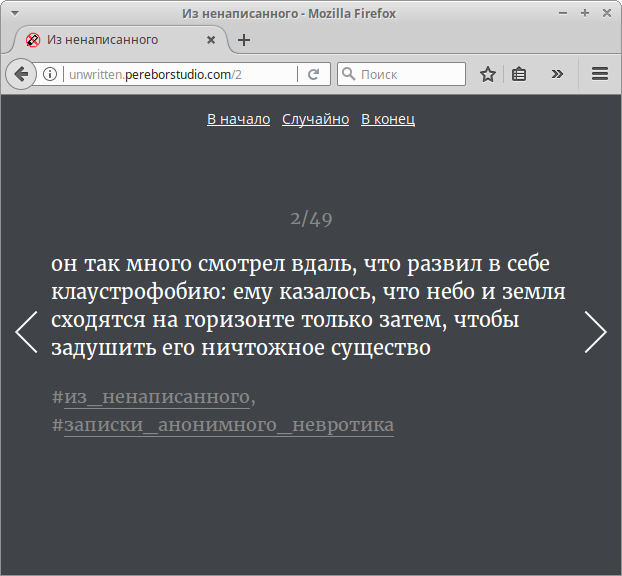 Из ненаписанного - Mozilla Firefox
Из ненаписанного
unwritten.pereborstudio.com/2
Поиск
В начало Случайно В конец
2/49
он так много смотрел вдаль, что развил в себе
клаустрофобию: ему казалось, что небо и земля
сходятся на горизонте только затем, чтобы
задушить его ничтожное существо
#из_ненаписанного,
#записки_анонимного_невротика